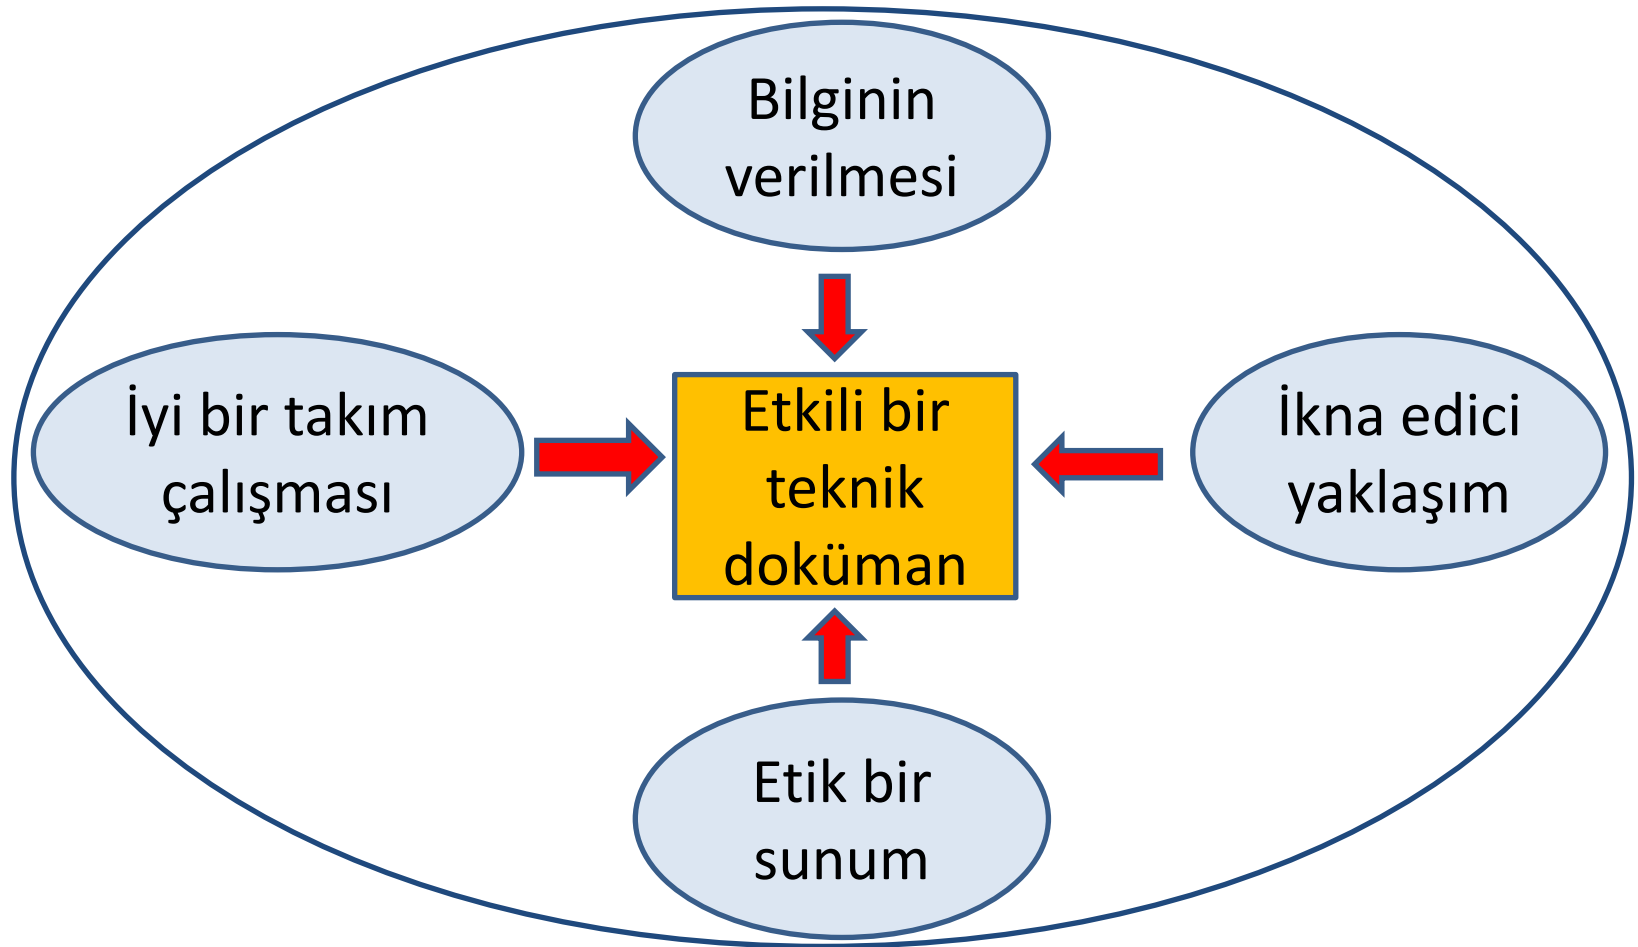 Bilginin
verilmesi
İyi bir takım
çalışması
Etkili bir
teknik
doküman
İkna edici
yaklaşım
Etik bir
sunum